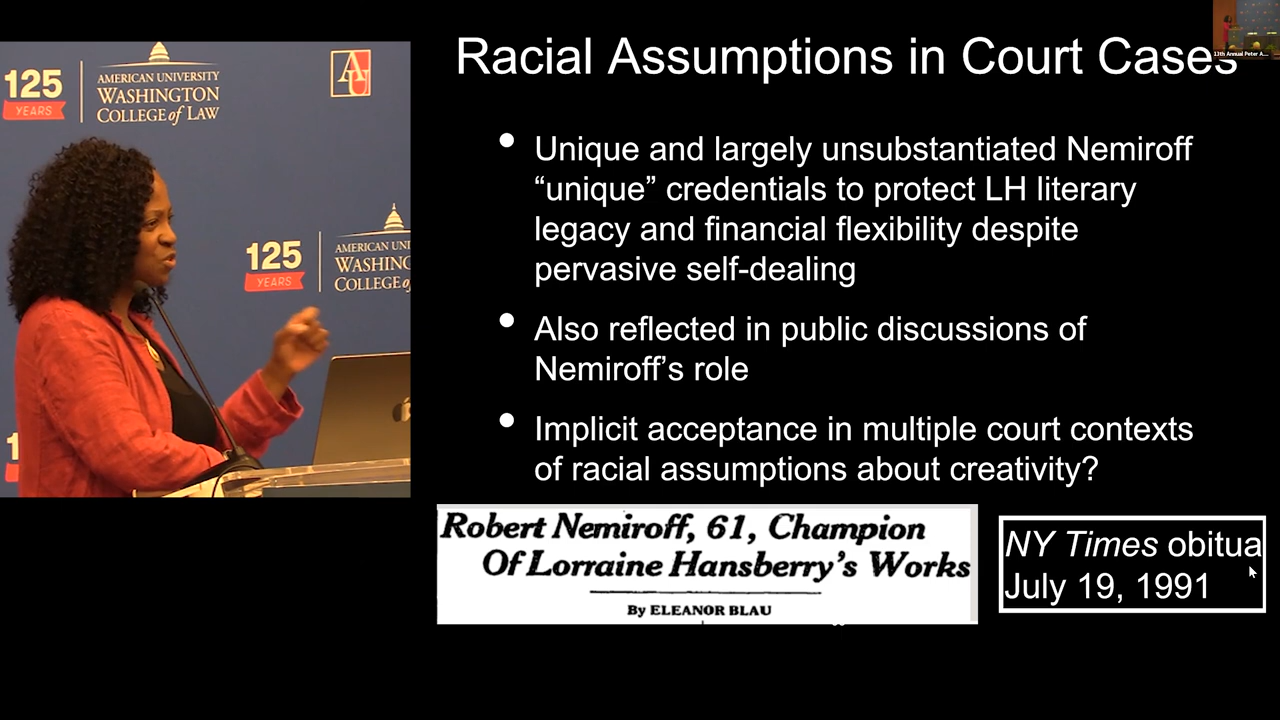 Racial Assumptions in Court Cases
13th Annual Peter A...
125
YEARS
AMERICAN UNIVERSITY
WASHINGTON
COLLEGE of LAW
AU
125
YEARS
AMERICAN UNI
WASHING
COLLEGE of
1
• Unique and largely unsubstantiated Nemiroff
“unique” credentials to protect LH literary
legacy and financial flexibility despite
pervasive self-dealing
• Also reflected in public discussions of
Nemiroff’s role
• Implicit acceptance in multiple court contexts
of racial assumptions about creativity?
Robert Nemiroff, 61, Champion
Of Lorraine Hansberry’s Works
By ELEANOR BLAU
NY Times obitua
July 19, 1991